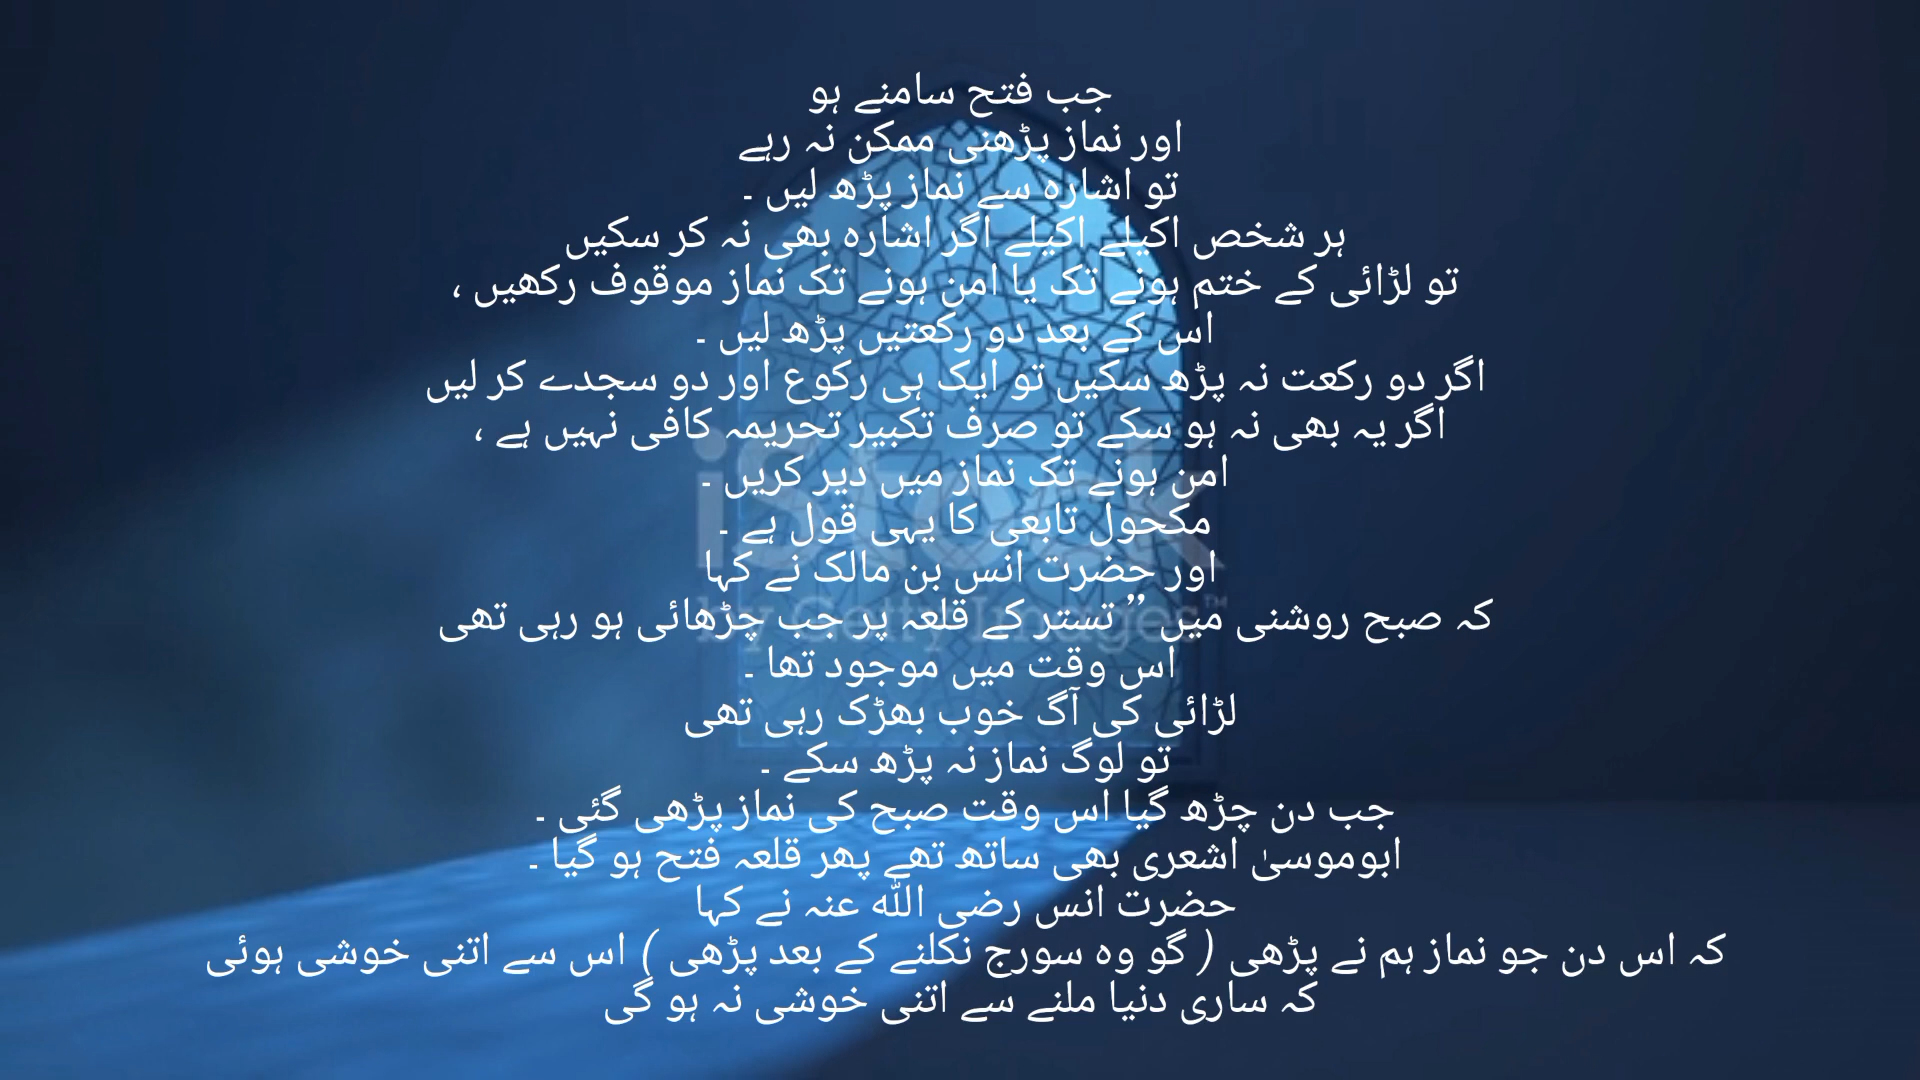 جب فتح سامنے ہو
اور نماز پڑھنی ممکن نہ رہے
تو اشارہ سے نماز پڑھ لیں ۔
ہر شخص اکیلے اکیلے اگر اشارہ بھی نہ کر سکیں
تو لڑائی کے ختم ہونے تک یا امن ہونے تک نماز موقوف رکھیں ،
اس کے بعد دو رکعتیں پڑھ لیں ۔
اگر دو رکعت نہ پڑھ سکیں تو ایک ہی رکوع اور دو سجدے کر لیں
اگر یہ بھی نہ ہو سکے تو صرف تکبیر تحریمہ کافی نہیں ہے ،
امن ہونے تک نماز میں دیر کریں ۔
iStock
مکحول تابعی کا یہی قول ہے ۔
اور حضرت انس بن مالک نے کہا
کہ صبح روشنی میں ’’ تستر کے قلعہ پر جب چڑھائی ہو رہی تھی
by Getty Images™
اس وقت میں موجود تھا ۔
لڑائی کی آگ خوب بھڑک رہی تھی
تو لوگ نماز نہ پڑھ سکے ۔
جب دن چڑھ گیا اس وقت صبح کی نماز پڑھی گئی ۔
ابوموسیٰ اشعری بھی ساتھ تھے پھر قلعہ فتح ہو گیا ۔
حضرت انس رضی اللہ عنہ نے کہا
کہ اس دن جو نماز ہم نے پڑھی ( گو وہ سورج نکلنے کے بعد پڑھی ) اس سے اتنی خوشی ہوئی
کہ ساری دنیا ملنے سے اتنی خوشی نہ ہو گی